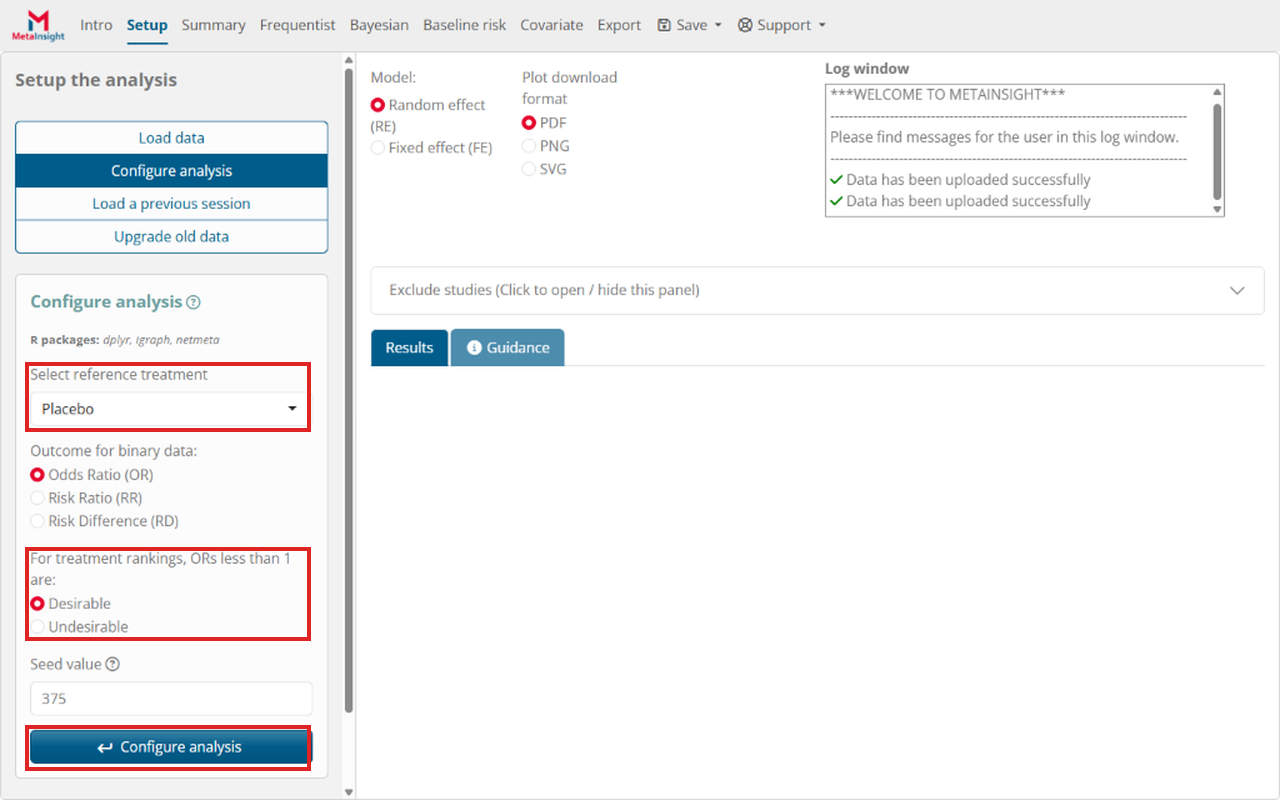 MetaInsight
Intro Setup Summary Frequentist Bayesian Baseline risk Covariate Export Save Support
Setup the analysis
Load data
Configure analysis
Load a previous session
Upgrade old data
Configure analysis
R packages: dplyr, igraph, netmeta
Select reference treatment
Placebo
Outcome for binary data:
Odds Ratio (OR)
Risk Ratio (RR)
Risk Difference (RD)
For treatment rankings, ORs less than 1
are:
Desirable
Undesirable
Seed value
375
Configure analysis
Model:
Random effect
(RE)
Fixed effect (FE)
Plot download
format
PDF
PNG
SVG
Log window
***WELCOME TO METAINSIGHT***
--------------------------------------------------------------------------------
Please find messages for the user in this log window.
--------------------------------------------------------------------------------
Data has been uploaded successfully
Data has been uploaded successfully
Exclude studies (Click to open / hide this panel)
Results
Guidance